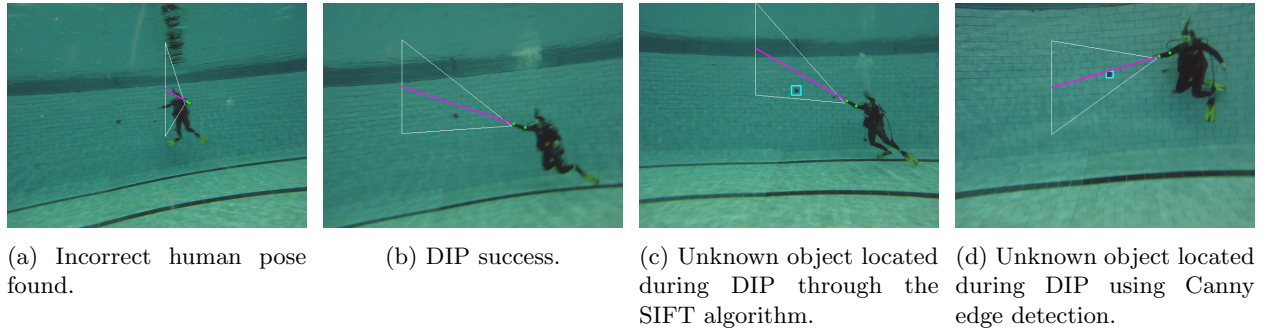 (a) Incorrect human pose
found.
(b) DIP success.
(c) Unknown object located
during DIP through the
SIFT algorithm.
(d) Unknown object located
during DIP using Canny
edge detection.